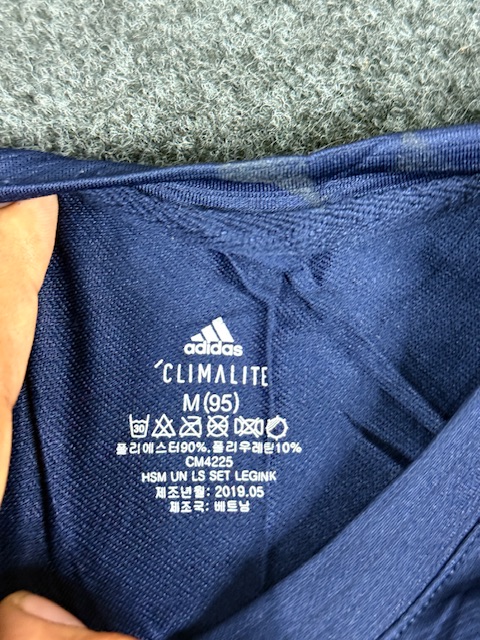 adidas
CLIMALITE
M (95)
30
폴리에스터90%, 폴리우레탄10%
CM4225
HSM UN LS SET LEGINK
제조년월: 2019.05
제조국: 베트남